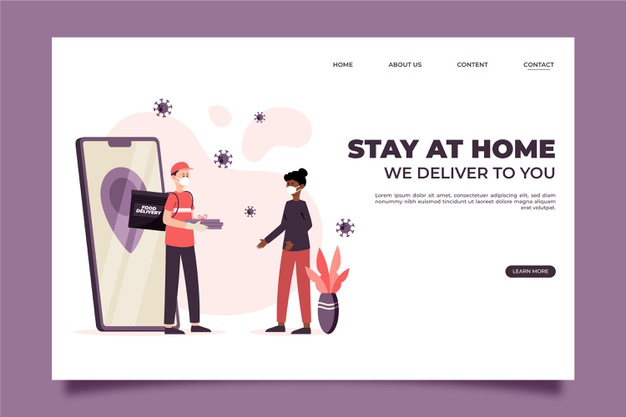 HOME ABOUT US CONTENT CONTACT
STAY AT HOME
WE DELIVER TO YOU
Lorem ipsum dolor sit amet, consectetuer adipiscing elit, sed diam
nonummy nibh euismod tincidunt ut laoreet dolore magna aliquam erat
volutpat.
FOOD
DELIVERY
LEARN MORE